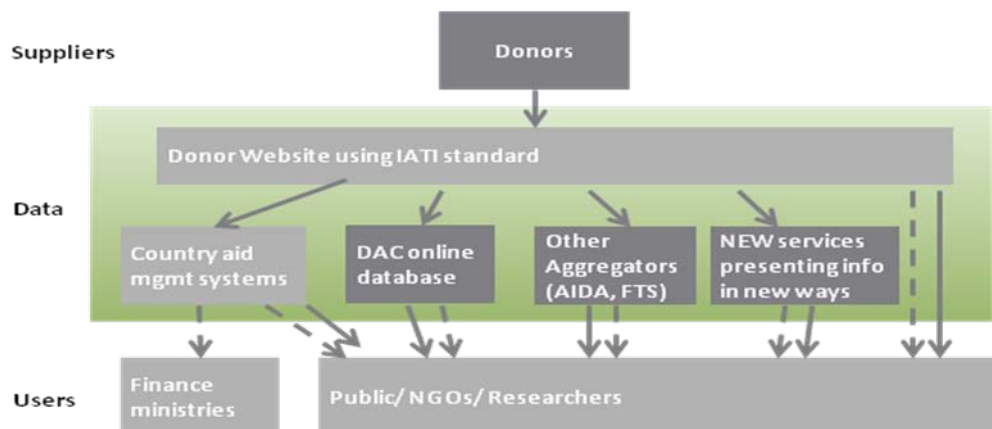 Suppliers
Donors
Donor Website using IATI standard
Data
Country aid
mgmt systems
DAC online
database
Other
Aggregators
(AIDA, FTS)
NEW services
presenting info
in new ways
Users
Finance
ministries
Public/ NGOs/ Researchers